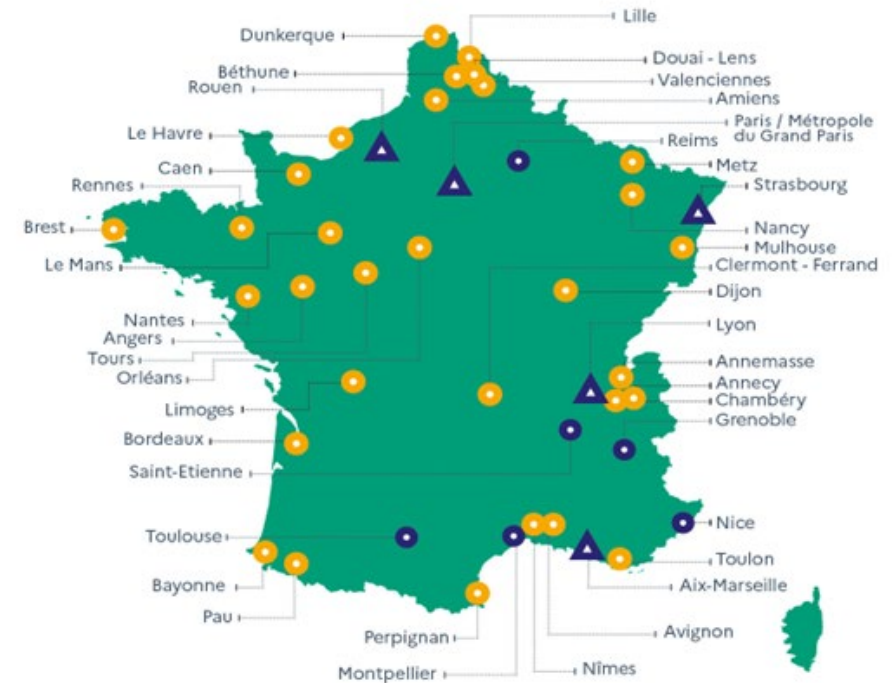 Lille
Dunkerque
Douai - Lens
Béthune
Valenciennes
Rouen
Amiens
Paris / Métropole
du Grand Paris
Le Havre
Reims
Caen
Metz
Rennes
Strasbourg
Brest
Nancy
Mulhouse
Le Mans
Clermont - Ferrand
Dijon
Nantes
Lyon
Angers
Tours
Annemasse
Orléans
Annecy
Chambéry
Limoges
Grenoble
Bordeaux
Saint-Etienne
Nice
Toulouse
Toulon
Bayonne
Aix-Marseille
Pau
Avignon
Perpignan
Nîmes
Montpellier